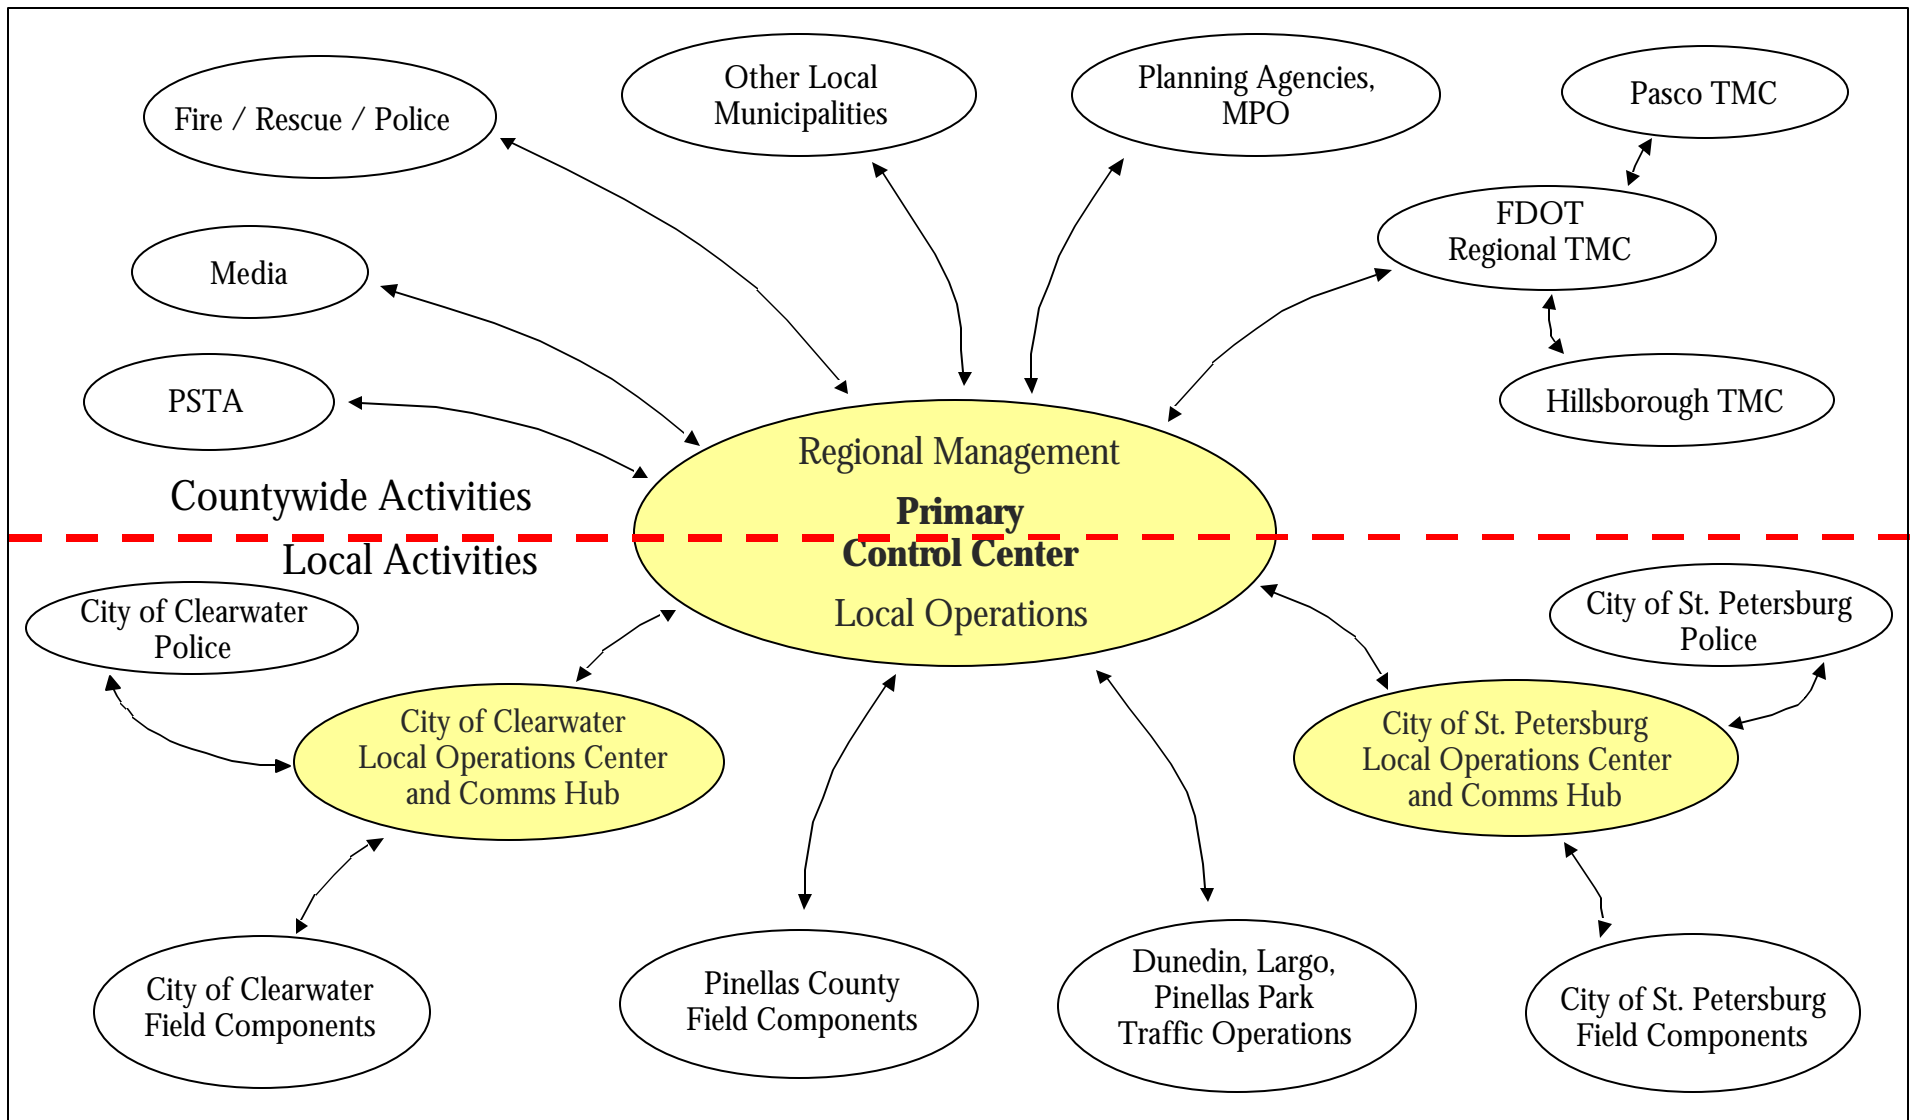 Other Local
Municipalities
Planning Agencies,
MPO
Pasco TMC
Fire / Rescue / Police
FDOT
Regional TMC
Media
PSTA
Hillsborough TMC
Regional Management
Primary
Control Center
Local Operations
Countywide Activities
Local Activities
City of Clearwater
Police
City of St. Petersburg
Police
City of Clearwater
Local Operations Center
and Comms Hub
City of St. Petersburg
Local Operations Center
and Comms Hub
City of Clearwater
Field Components
Pinellas County
Field Components
Dunedin, Largo,
Pinellas Park
Traffic Operations
City of St. Petersburg
Field Components